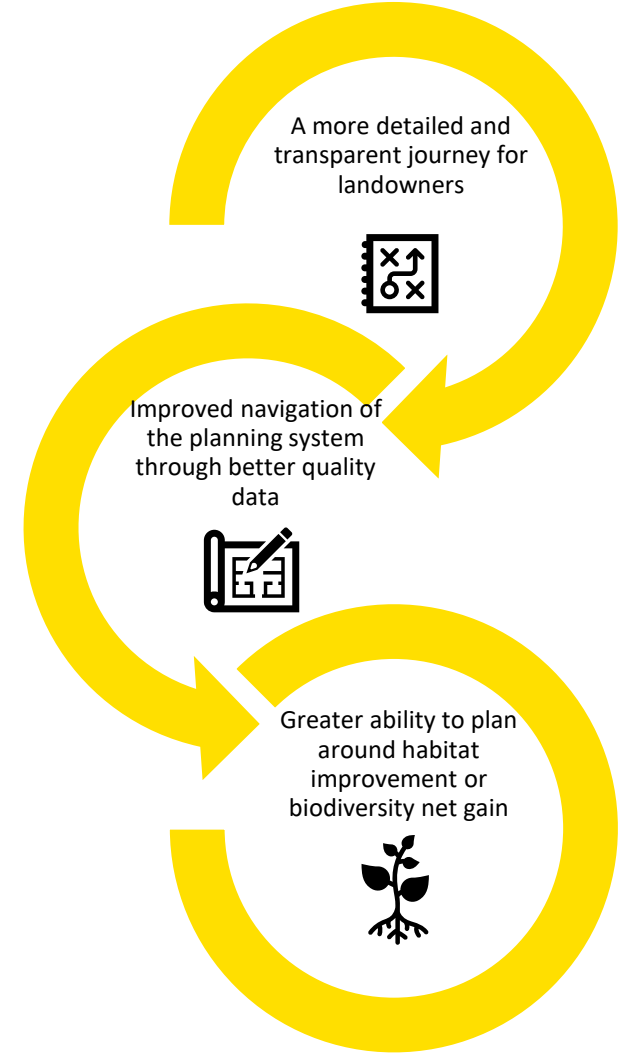 A more detailed and
transparent journey for
landowners
Improved navigation of
the planning system
through better quality
data
Greater ability to plan
around habitat
improvement or
biodiversity net gain